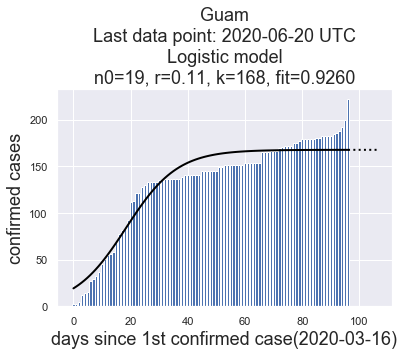 Guam
Last data point: 2020-06-20 UTC
Logistic model
n0=19, r=0.11, k=168, fit=0.9260
confirmed cases
200
150
100
50
0
0 20 40 60 80 100
days since 1st confirmed case(2020-03-16)